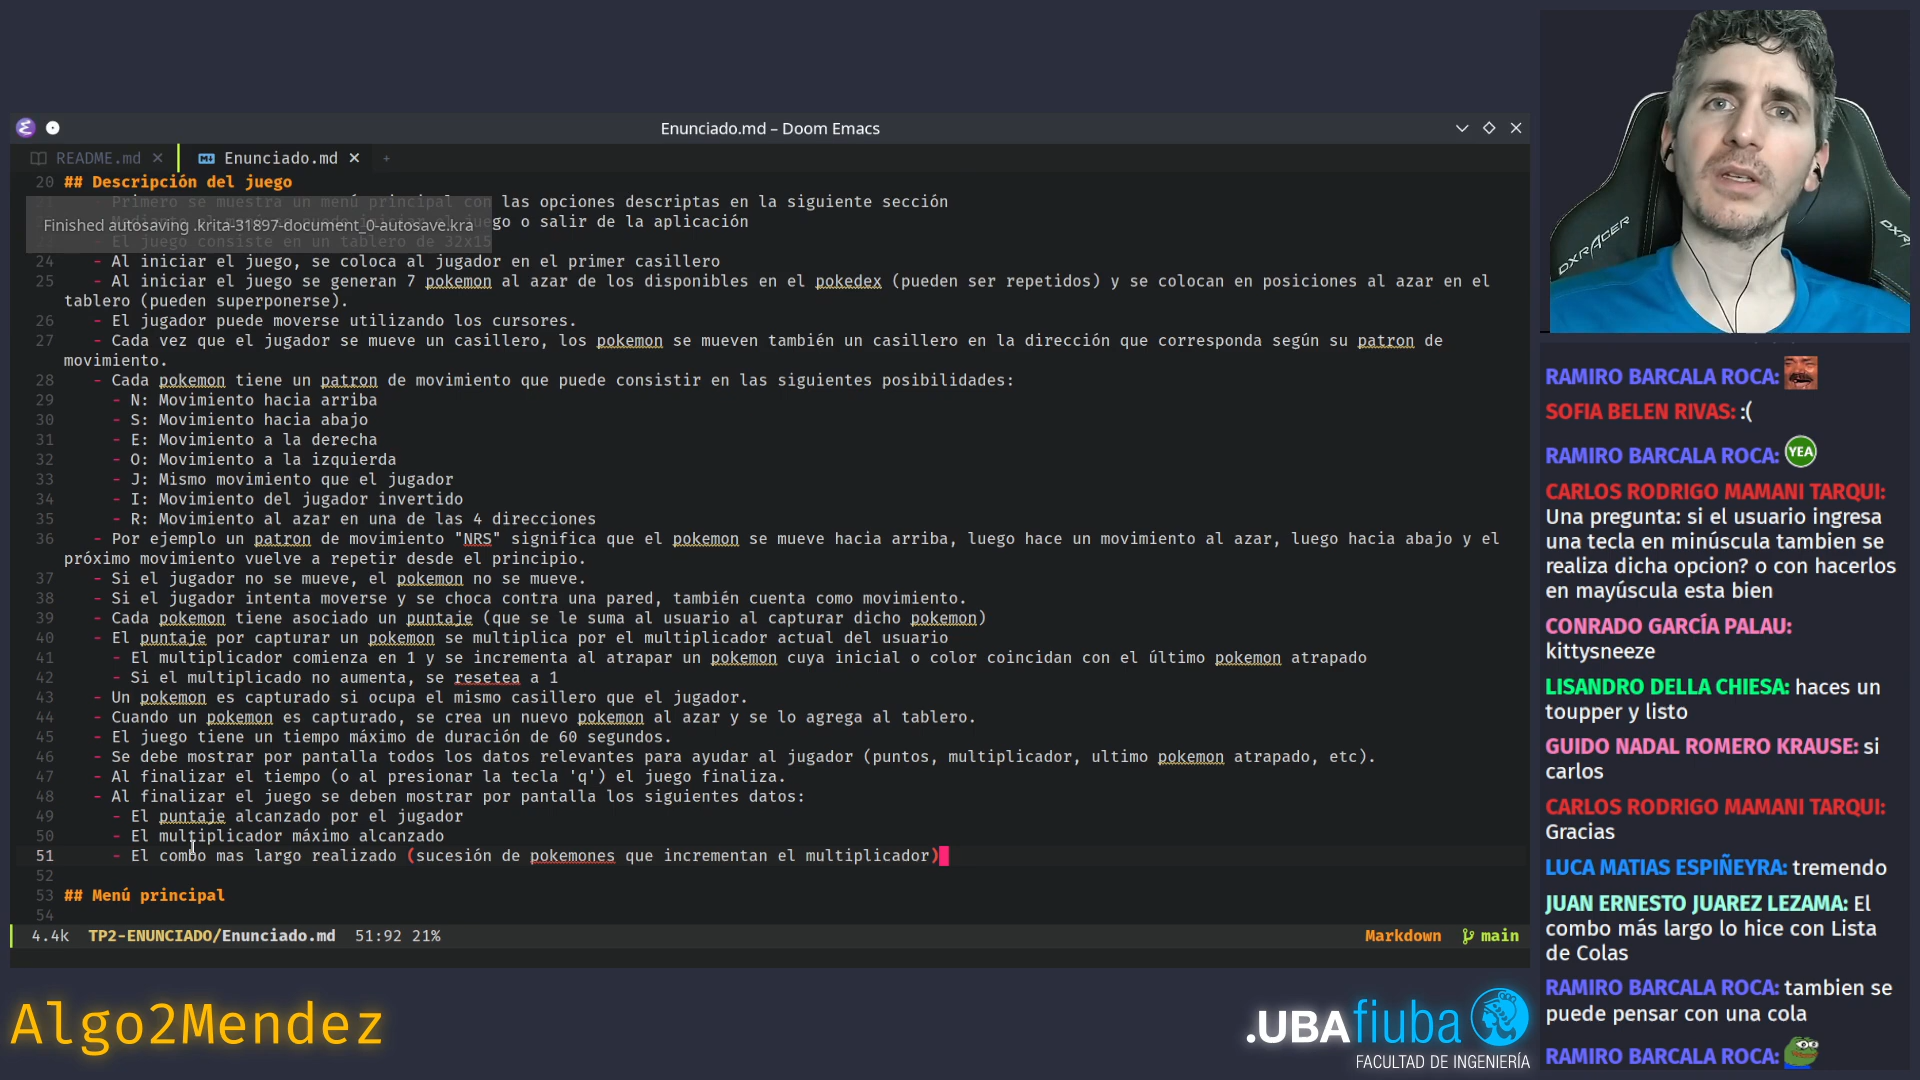 Enunciado.md – Doom Emacs
README.md
Enunciado.md
20 ## Descripción del juego
- Primero se muestra un menú principal con las opciones descriptas en la siguiente sección
Finished autosaving .krita-31897-document_0-autosave.kra
go o salir de la aplicación
- El juego consiste en un tablero de 32x15
24 - Al iniciar el juego, se coloca al jugador en el primer casillero
25 - Al iniciar el juego se generan 7 pokemon al azar de los disponibles en el pokedex (pueden ser repetidos) y se colocan en posiciones al azar en el
tablero (pueden superponerse).
26 - El jugador puede moverse utilizando los cursores.
27 - Cada vez que el jugador se mueve un casillero, los pokemon se mueven también un casillero en la dirección que corresponda según su patron de
movimiento.
28 - Cada pokemon tiene un patron de movimiento que puede consistir en las siguientes posibilidades:
29 - N: Movimiento hacia arriba
30 - S: Movimiento hacia abajo
31 - E: Movimiento a la derecha
32 - O: Movimiento a la izquierda
33 - J: Mismo movimiento que el jugador
34 - I: Movimiento del jugador invertido
35 - R: Movimiento al azar en una de las 4 direcciones
36 - Por ejemplo un patron de movimiento "NRS" significa que el pokemon se mueve hacia arriba, luego hace un movimiento al azar, luego hacia abajo y el
próximo movimiento vuelve a repetir desde el principio.
37 - Si el jugador no se mueve, el pokemon no se mueve.
38 - Si el jugador intenta moverse y se choca contra una pared, también cuenta como movimiento.
39 - Cada pokemon tiene asociado un puntaje (que se le suma al usuario al capturar dicho pokemon)
40 - El puntaje por capturar un pokemon se multiplica por el multiplicador actual del usuario
41 - El multiplicador comienza en 1 y se incrementa al atrapar un pokemon cuya inicial o color coincidan con el último pokemon atrapado
42 - Si el multiplicado no aumenta, se resetea a 1
43 - Un pokemon es capturado si ocupa el mismo casillero que el jugador.
44 - Cuando un pokemon es capturado, se crea un nuevo pokemon al azar y se lo agrega al tablero.
45 - El juego tiene un tiempo máximo de duración de 60 segundos.
46 - Se debe mostrar por pantalla todos los datos relevantes para ayudar al jugador (puntos, multiplicador, ultimo pokemon atrapado, etc).
47 - Al finalizar el tiempo (o al presionar la tecla 'q') el juego finaliza.
48 - Al finalizar el juego se deben mostrar por pantalla los siguientes datos:
49 - El puntaje alcanzado por el jugador
50 - El multiplicador máximo alcanzado
51 - El combo mas largo realizado (sucesión de pokemones que incrementan el multiplicador)
52
53 ## Menú principal
54
4.4k TP2-ENUNCIADO/Enunciado.md 51:92 21% Markdown main
Algo2Mendez
.UBAfiuba
FACULTAD DE INGENIERÍA
DXRACER
DXRACER
RAMIRO BARCALA ROCA:
SOFIA BELEN RIVAS: :(
RAMIRO BARCALA ROCA: YEA
CARLOS RODRIGO MAMANI TARQUI:
Una pregunta: si el usuario ingresa
una tecla en minúscula tambien se
realiza dicha opcion? o con hacerlos
en mayúscula esta bien
CONRADO GARCÍA PALAU:
kittysneeze
LISANDRO DELLA CHIESA: haces un
toupper y listo
GUIDO NADAL ROMERO KRAUSE: si
carlos
CARLOS RODRIGO MAMANI TARQUI:
Gracias
LUCA MATIAS ESPIÑEYRA: tremendo
JUAN ERNESTO JUAREZ LEZAMA: El
combo más largo lo hice con Lista
de Colas
RAMIRO BARCALA ROCA: tambien se
puede pensar con una cola
RAMIRO BARCALA ROCA: